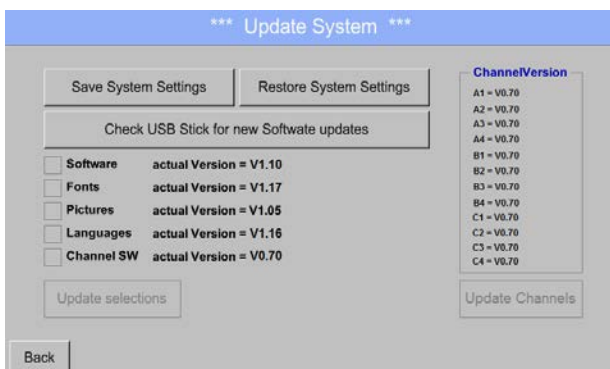 *** Update System ***
Save System Settings
Restore System Settings
Check USB Stick for new Softwate updates
Software actual Version = V1.10
Fonts actual Version = V1.17
Pictures actual Version = V1.05
Languages actual Version = V1.16
Channel SW actual Version = V0.70
Update selections
ChannelVersion
A1 = V0.70
A2 = V0.70
A3 = V0.70
A4 = V0.70
B1 = V0.70
B2 = V0.70
B3 = V0.70
B4 = V0.70
C1 = V0.70
C2 = V0.70
C3 = V0.70
C4 = V0.70
Update Channels
Back